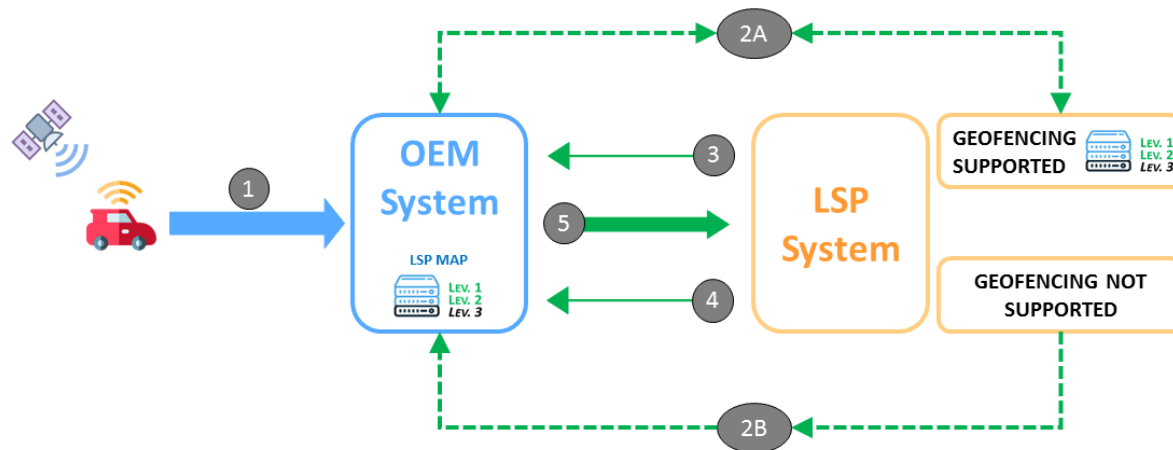 2A
1
OEM
System
LSP MAP
LEV. 1
LEV. 2
LEV. 3
3
5
4
LSP
System
GEOFENCING
SUPPORTED
LEV. 1
LEV. 2
LEV. 3
GEOFENCING NOT
SUPPORTED
2B